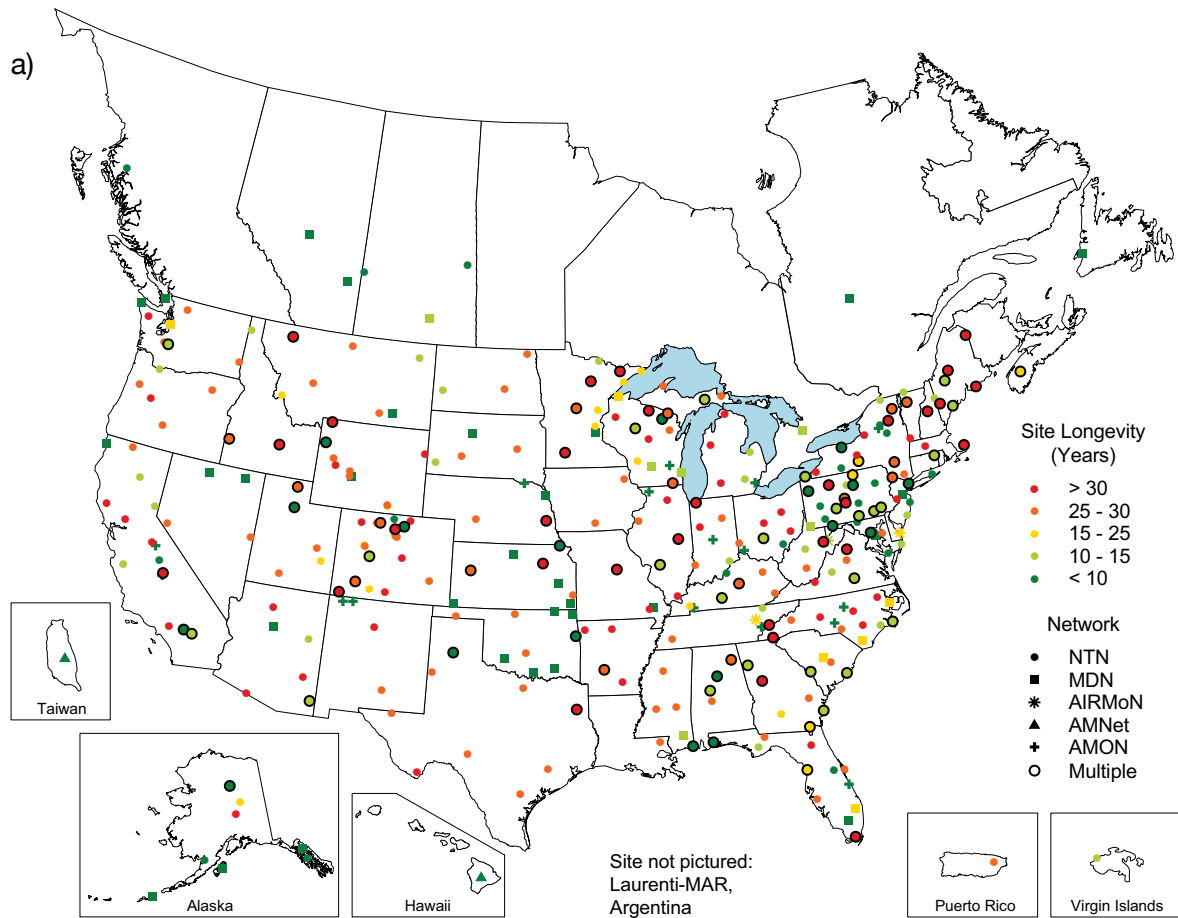 a)
Site Longevity
(Years)
> 30
25 - 30
15 - 25
10 - 15
< 10
Network
NTN
MDN
AIRMoN
AMNet
AMON
Multiple
Taiwan
Alaska
Hawaii
Site not pictured:
Laurenti-MAR,
Argentina
Puerto Rico
Virgin Islands